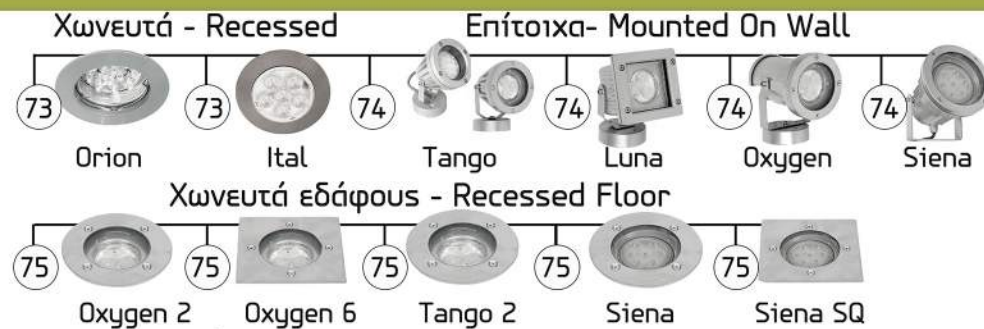 Χωνευτά - Recessed Επίτοιχα- Mounted On Wall
73 73 74 74 74 74
Orion Ital Tango Luna Oxygen Siena
Χωνευτά εδάφους - Recessed Floor
75 75 75 75 75
Oxygen 2 Oxygen 6 Tango 2 Siena Siena SQ